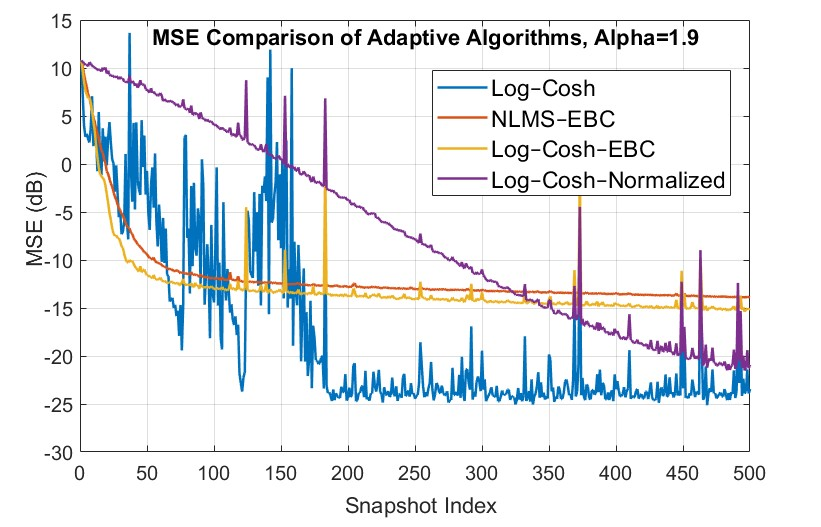 MSE Comparison of Adaptive Algorithms, Alpha=1.9
Log-Cosh
NLMS-EBC
Log-Cosh-EBC
Log-Cosh-Normalized
MSE (dB)
15
10
5
0
-5
-10
-15
-20
-25
-30
0 50 100 150 200 250 300 350 400 450 500
Snapshot Index